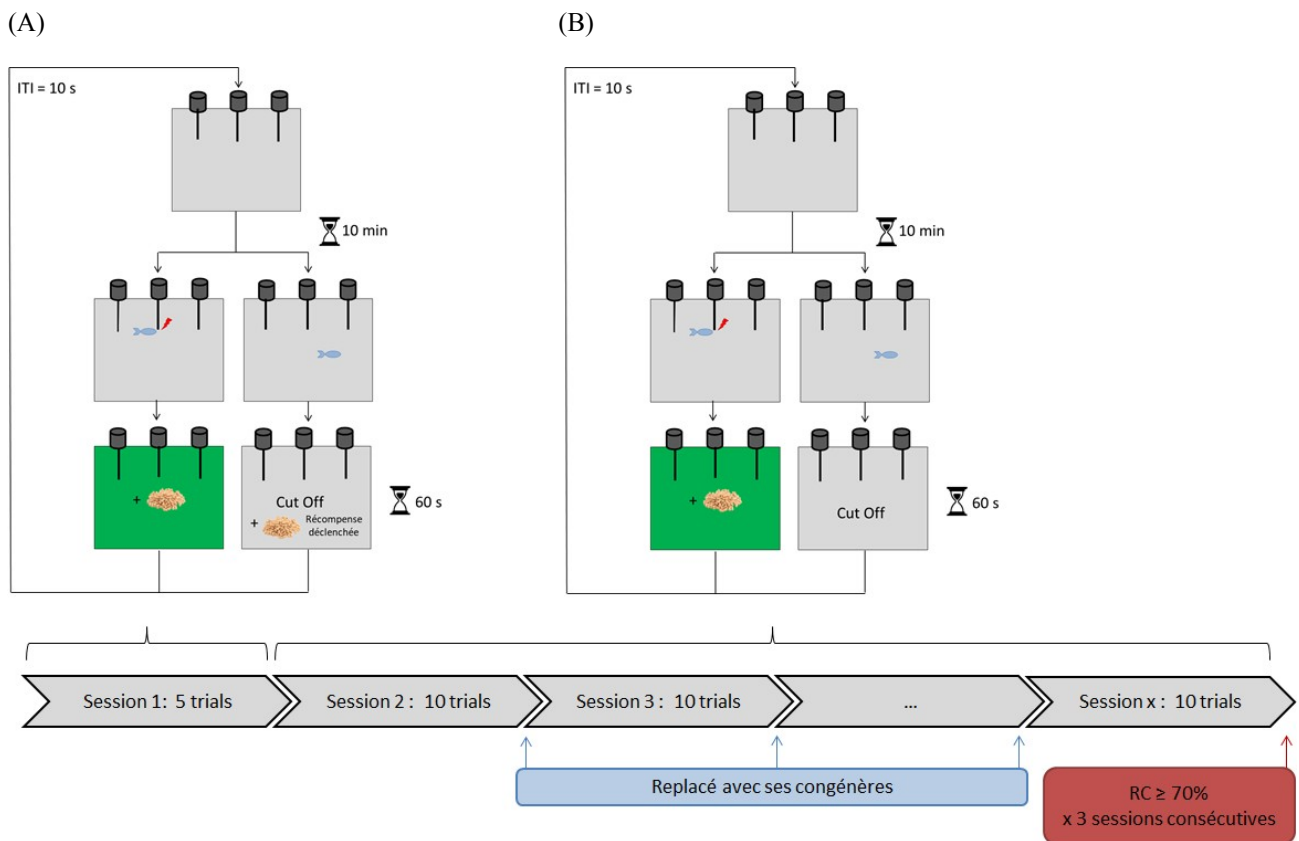 (A)
ITI = 10 s
10 min
Cut Off
+
+ Récompense
déclenchée
60 s
(B)
ITI = 10 s
10 min
+
Cut Off
60 s
Session 1: 5 trials
Session 2 : 10 trials
Session 3 : 10 trials
...
Session x : 10 trials
Replacé avec ses congénères
RC ≥ 70%
x 3 sessions consécutives